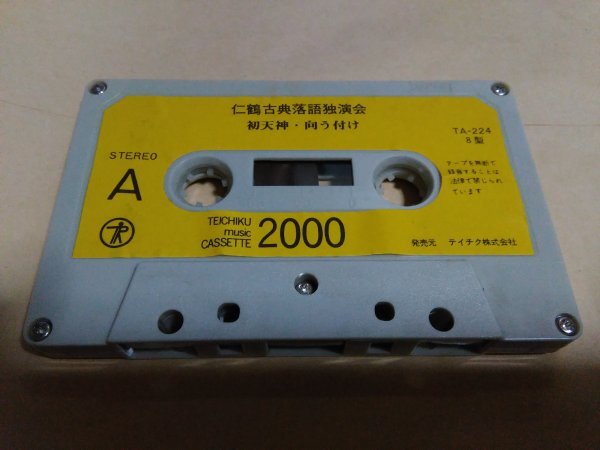 仁鶴古典落語独演会
初天神・向う付け
TA-224
8型
STEREO
A
テープを無断で
録音することは
法律で禁じられ
ています
TEICHIKU
music
CASSETTE
2000
発売元 テイチク株式会社